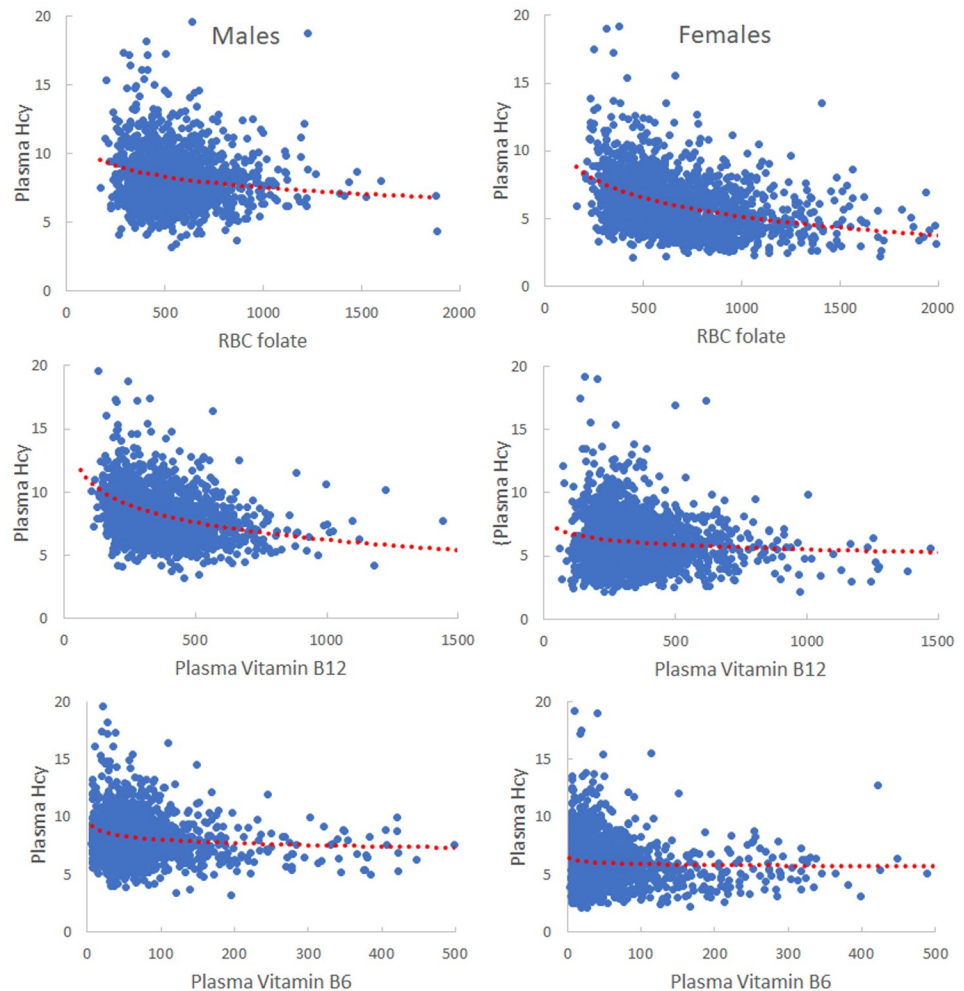 Males
Plasma Hcy
20
15
10
5
0
0 500 1000 1500 2000
RBC folate
Females
Plasma Hcy
20
15
10
5
0
0 500 1000 1500 2000
RBC folate
Plasma Hcy
20
15
10
5
0
0 500 1000 1500
Plasma Vitamin B12
{Plasma Hcy
20
15
10
5
0
0 500 1000 1500
Plasma Vitamin B12
Plasma Hcy
20
15
10
5
0
0 100 200 300 400 500
Plasma Vitamin B6
Plasma Hcy
20
15
10
5
0
0 100 200 300 400 500
Plasma Vitamin B6